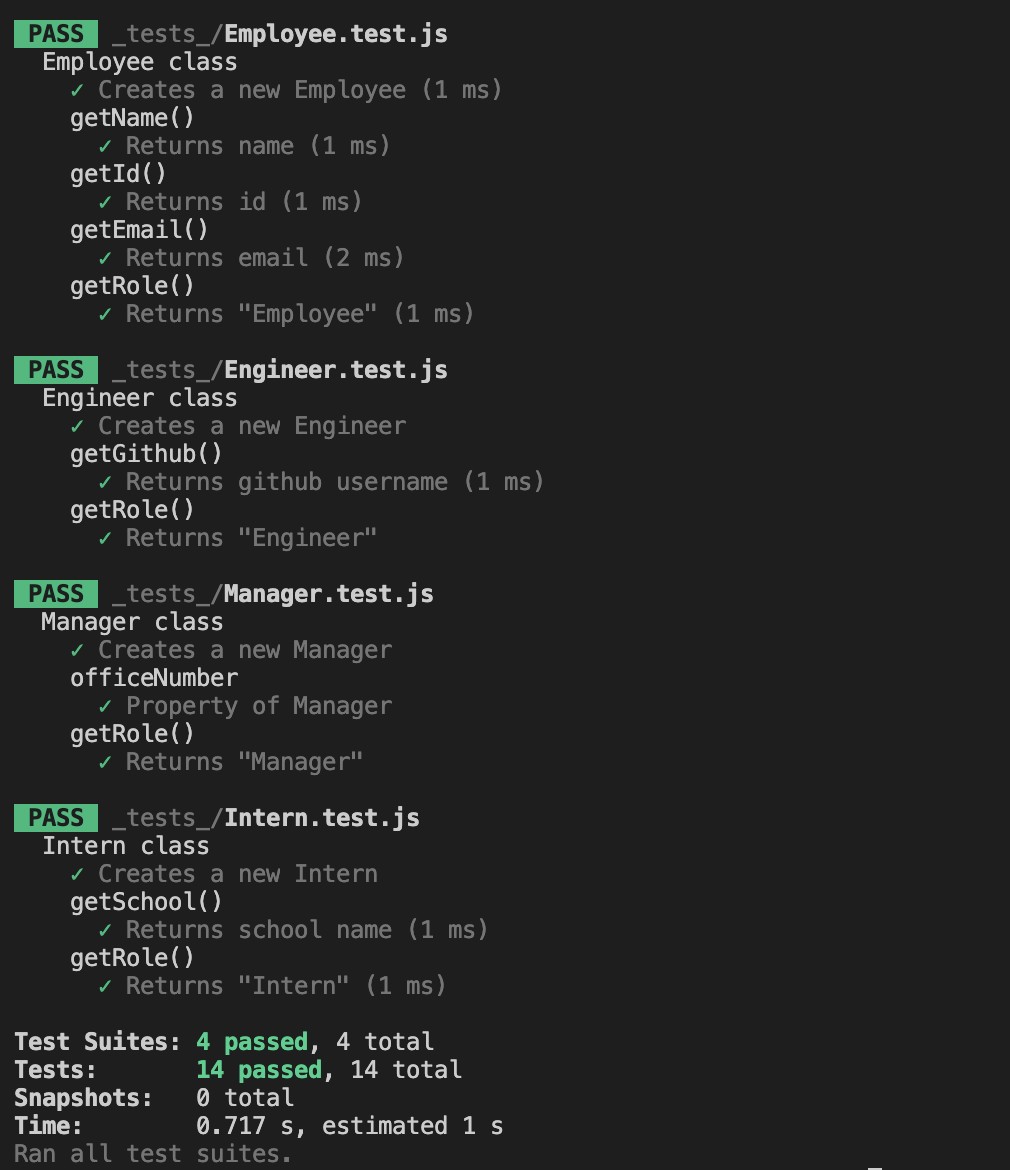 PASS _tests_/Employee.test.js
Employee class
✓ Creates a new Employee (1 ms)
getName()
✓ Returns name (1 ms)
getId()
✓ Returns id (1 ms)
getEmail()
✓ Returns email (2 ms)
getRole()
✓ Returns "Employee" (1 ms)
PASS _tests_/Engineer.test.js
Engineer class
✓ Creates a new Engineer
getGithub()
✓ Returns github username (1 ms)
getRole()
✓ Returns "Engineer"
PASS _tests_/Manager.test.js
Manager class
✓ Creates a new Manager
officeNumber
✓ Property of Manager
getRole()
✓ Returns "Manager"
PASS _tests_/Intern.test.js
Intern class
✓ Creates a new Intern
getSchool()
✓ Returns school name (1 ms)
getRole()
✓ Returns "Intern" (1 ms)
Test Suites: 4 passed, 4 total
Tests: 14 passed, 14 total
Snapshots: 0 total
Time: 0.717 s, estimated 1 s
Ran all test suites.